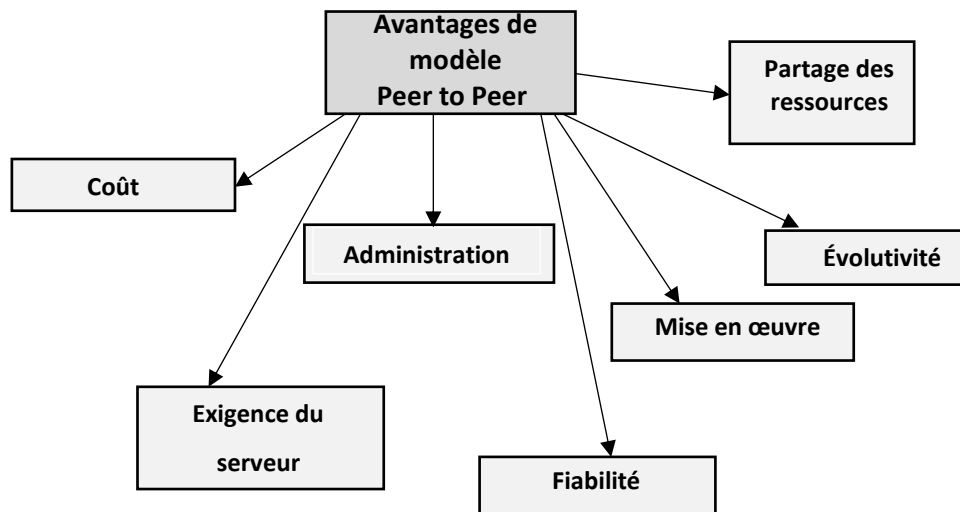 Avantages de
modèle
Peer to Peer
Partage des
ressources
Coût
Administration
Évolutivité
Mise en œuvre
Exigence du
serveur
Fiabilité